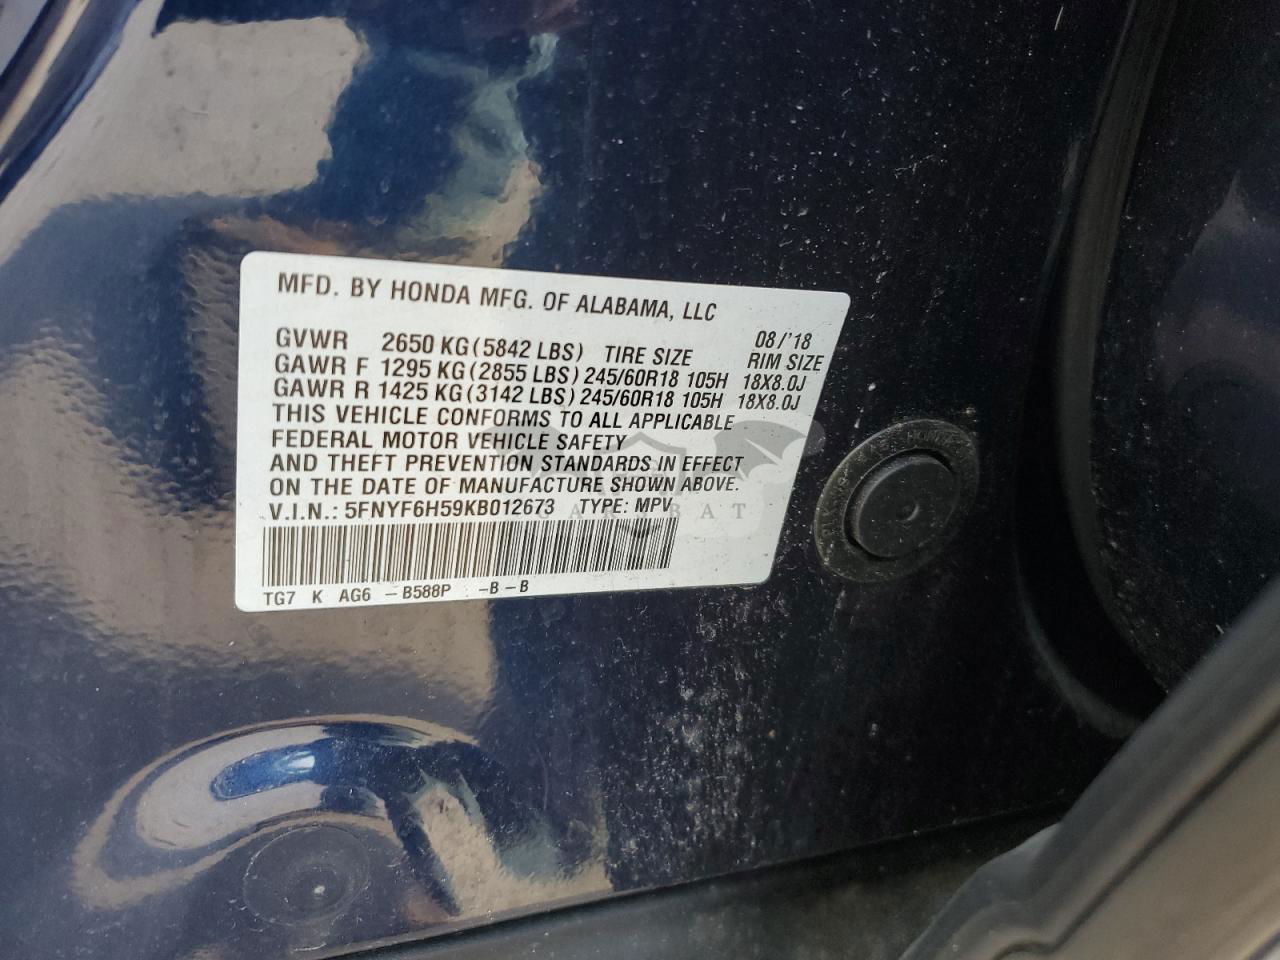 MFD. BY HONDA MFG. OF ALABAMA, LLC
08/'18
GVWR 2650 KG (5842 LBS) TIRE SIZE RIM SIZE
GAWR F 1295 KG (2855 LBS) 245/60R18 105H 18X8.0J
GAWR R 1425 KG (3142 LBS) 245/60R18 105H 18X8.0J
THIS VEHICLE CONFORMS TO ALL APPLICABLE
FEDERAL MOTOR VEHICLE SAFETY
AND THEFT PREVENTION STANDARDS IN EFFECT
ON THE DATE OF MANUFACTURE SHOWN ABOVE.
V.I.N.: 5FNYF6H59KB012673 TYPE: MPV
TG7 K AG6 -B588P -B-B